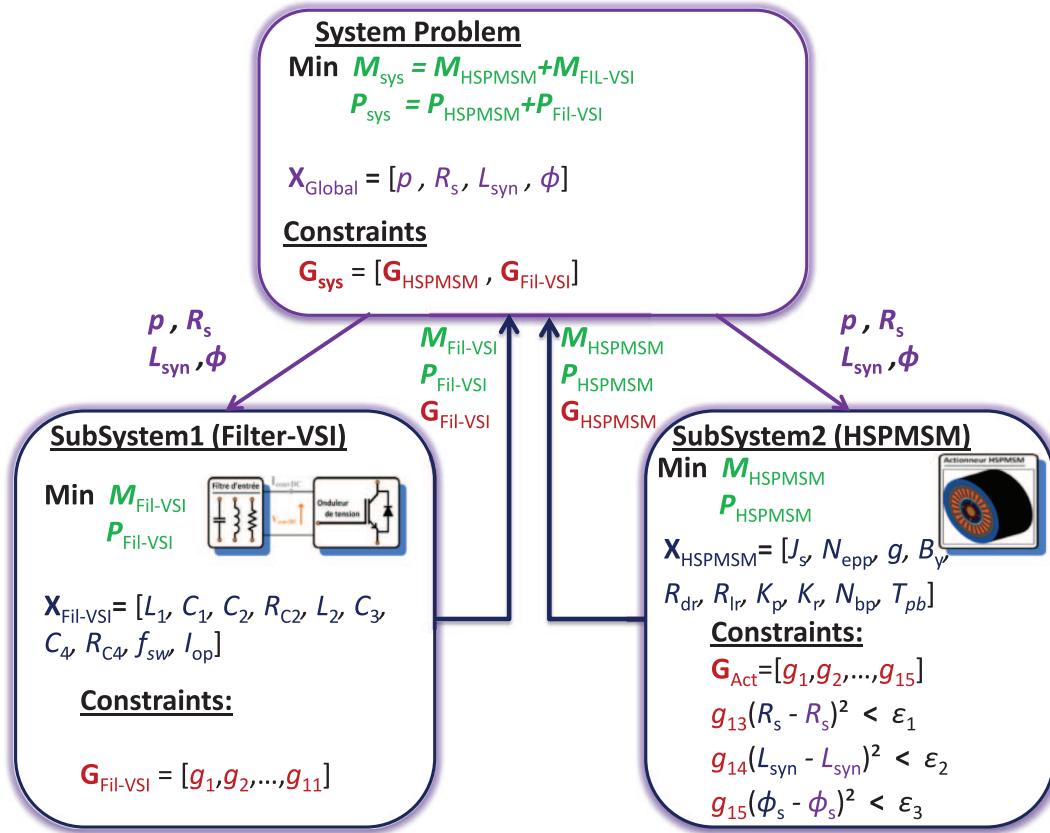 System Problem
Min M_sys = M_HSPMSM+M_FIL-VSI
P_sys = P_HSPMSM+P_Fil-VSI
X_Global = [p , R_s , L_syn , ϕ]
Constraints
G_sys = [G_HSPMSM , G_Fil-VSI]
p , R_s
L_syn ,ϕ
M_Fil-VSI
P_Fil-VSI
G_Fil-VSI
M_HSPMSM
P_HSPMSM
G_HSPMSM
p , R_s
L_syn ,ϕ
SubSystem1 (Filter-VSI)
Min M_Fil-VSI
P_Fil-VSI
Filtre d'entrée
Onduleur
de tension
X_Fil-VSI= [L_1, C_1, C_2, R_C2, L_2, C_3,
C_4, R_C4, f_sw, I_op]
Constraints:
G_Fil-VSI = [g_1,g_2,...,g_11]
SubSystem2 (HSPMSM)
Min M_HSPMSM
P_HSPMSM
Actionneur HSPMSM
X_HSPMSM= [J_s, N_epp, g, B_y,
R_dr, R_lr, K_p, K_r, N_bp, T_pb]
Constraints:
G_Act=[g_1,g_2,...,g_15]
g_13(R_s - R_s)² < ε_1
g_14(L_syn - L_syn)² < ε_2
g_15(ϕ_s - ϕ_s)² < ε_3